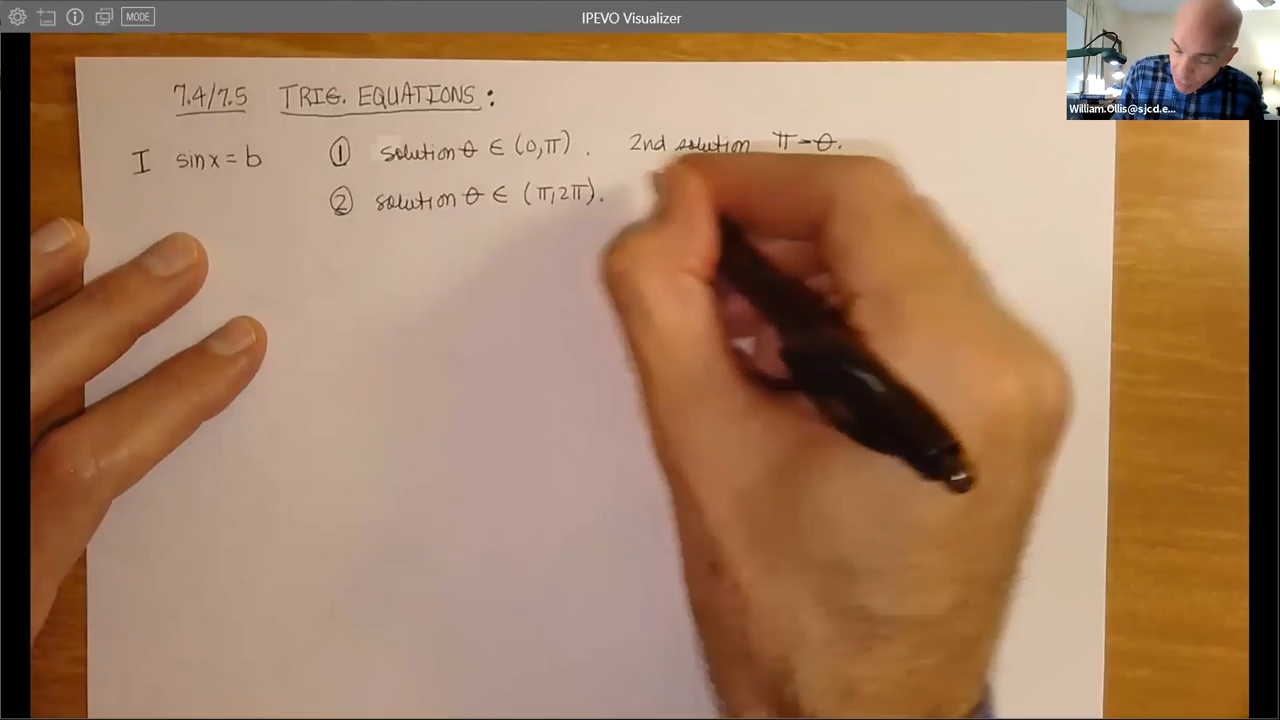 MODE
IPEVO Visualizer
William.Ollis@sjcd.e...
7.4/7.5 TRIG. EQUATIONS:
I sin x = b ① solution θ ∈ (0,π). 2nd solution π-θ.
② solution θ ∈ (π,2π).